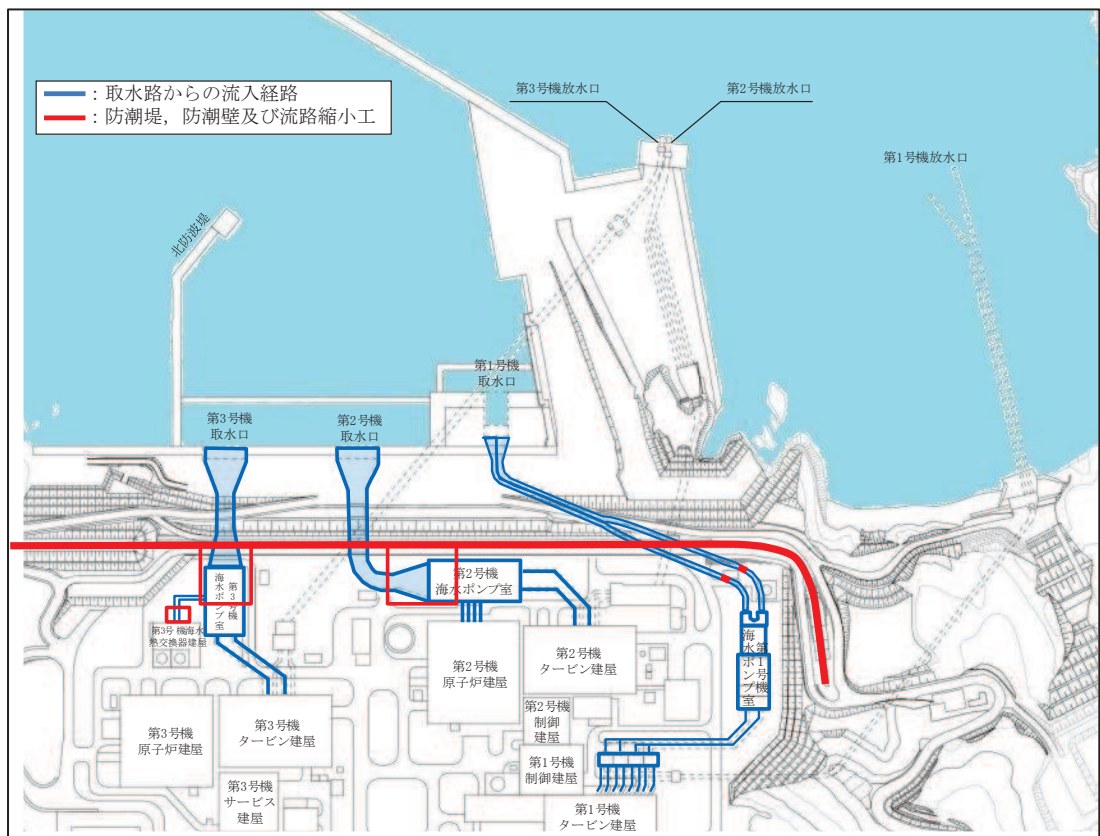 ：取水路からの流入経路
：防潮堤，防潮壁及び流路縮小工
第3号機放水口
第2号機放水口
第1号機放水口
北防波堤
第1号機
取水口
第3号機
取水口
第2号機
取水口
第3号機
海水ポンプ室
第2号機
海水ポンプ室
第3号機海水
熱交換器建屋
第1号機
海水ポンプ室
第2号機
原子炉建屋
第2号機
タービン建屋
第3号機
原子炉建屋
第3号機
タービン建屋
第2号機
制御
建屋
第1号機
制御建屋
第3号機
サービス
建屋
第1号機
タービン建屋